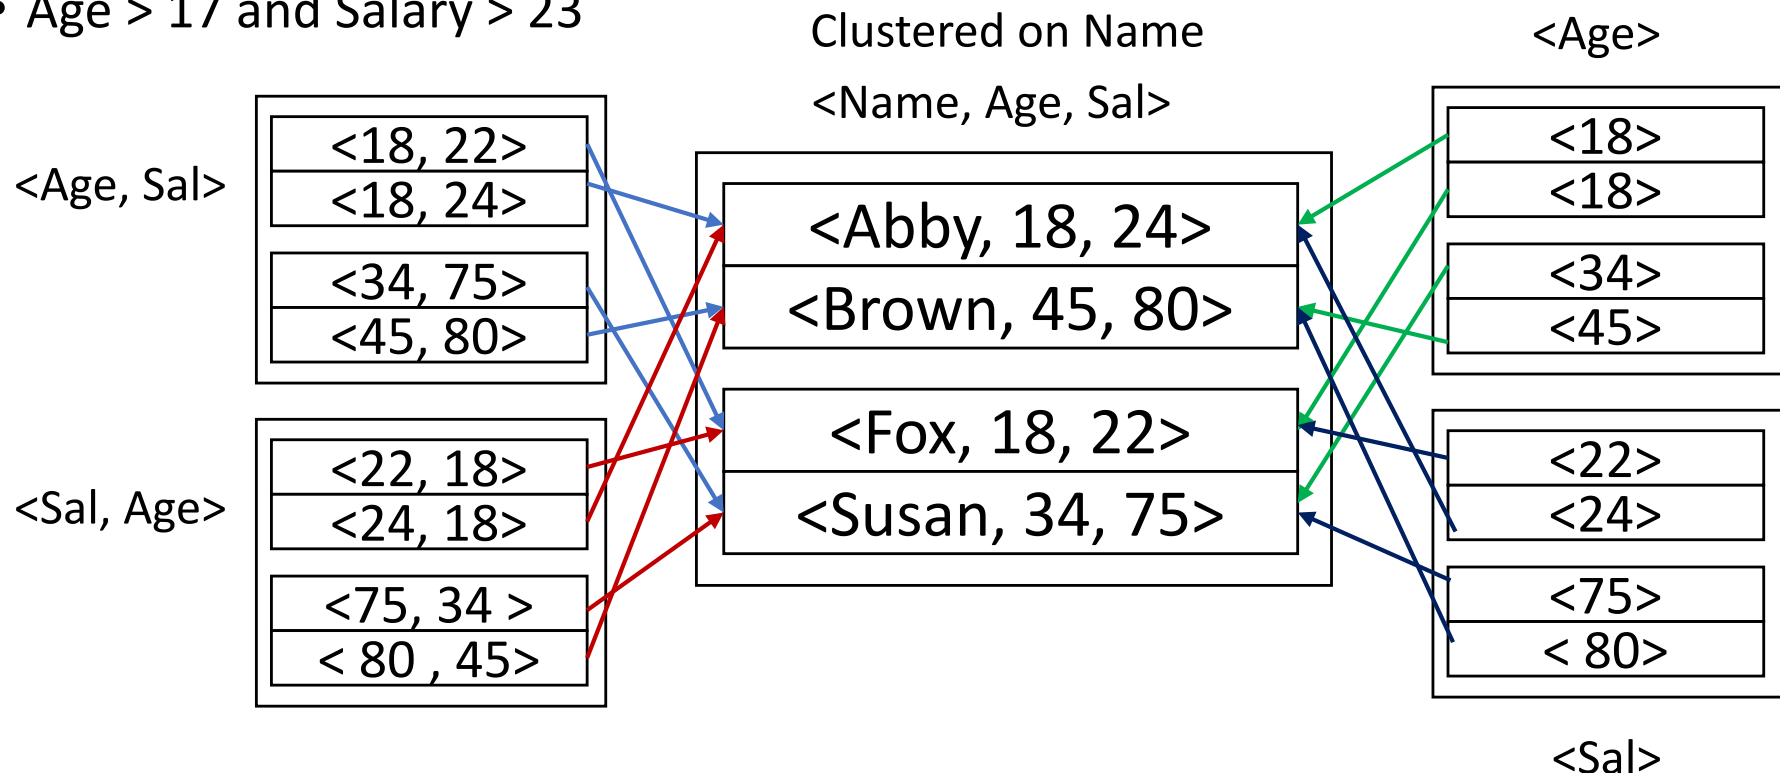 • Age > 17 and Salary > 23
Clustered on Name
<Name, Age, Sal>
<Age>
<Age, Sal>
<18, 22>
<18, 24>
<34, 75>
<45, 80>
<Sal, Age>
<22, 18>
<24, 18>
<75, 34 >
< 80 , 45>
<Abby, 18, 24>
<Brown, 45, 80>
<Fox, 18, 22>
<Susan, 34, 75>
<18>
<18>
<34>
<45>
<22>
<24>
<75>
< 80>
<Sal>